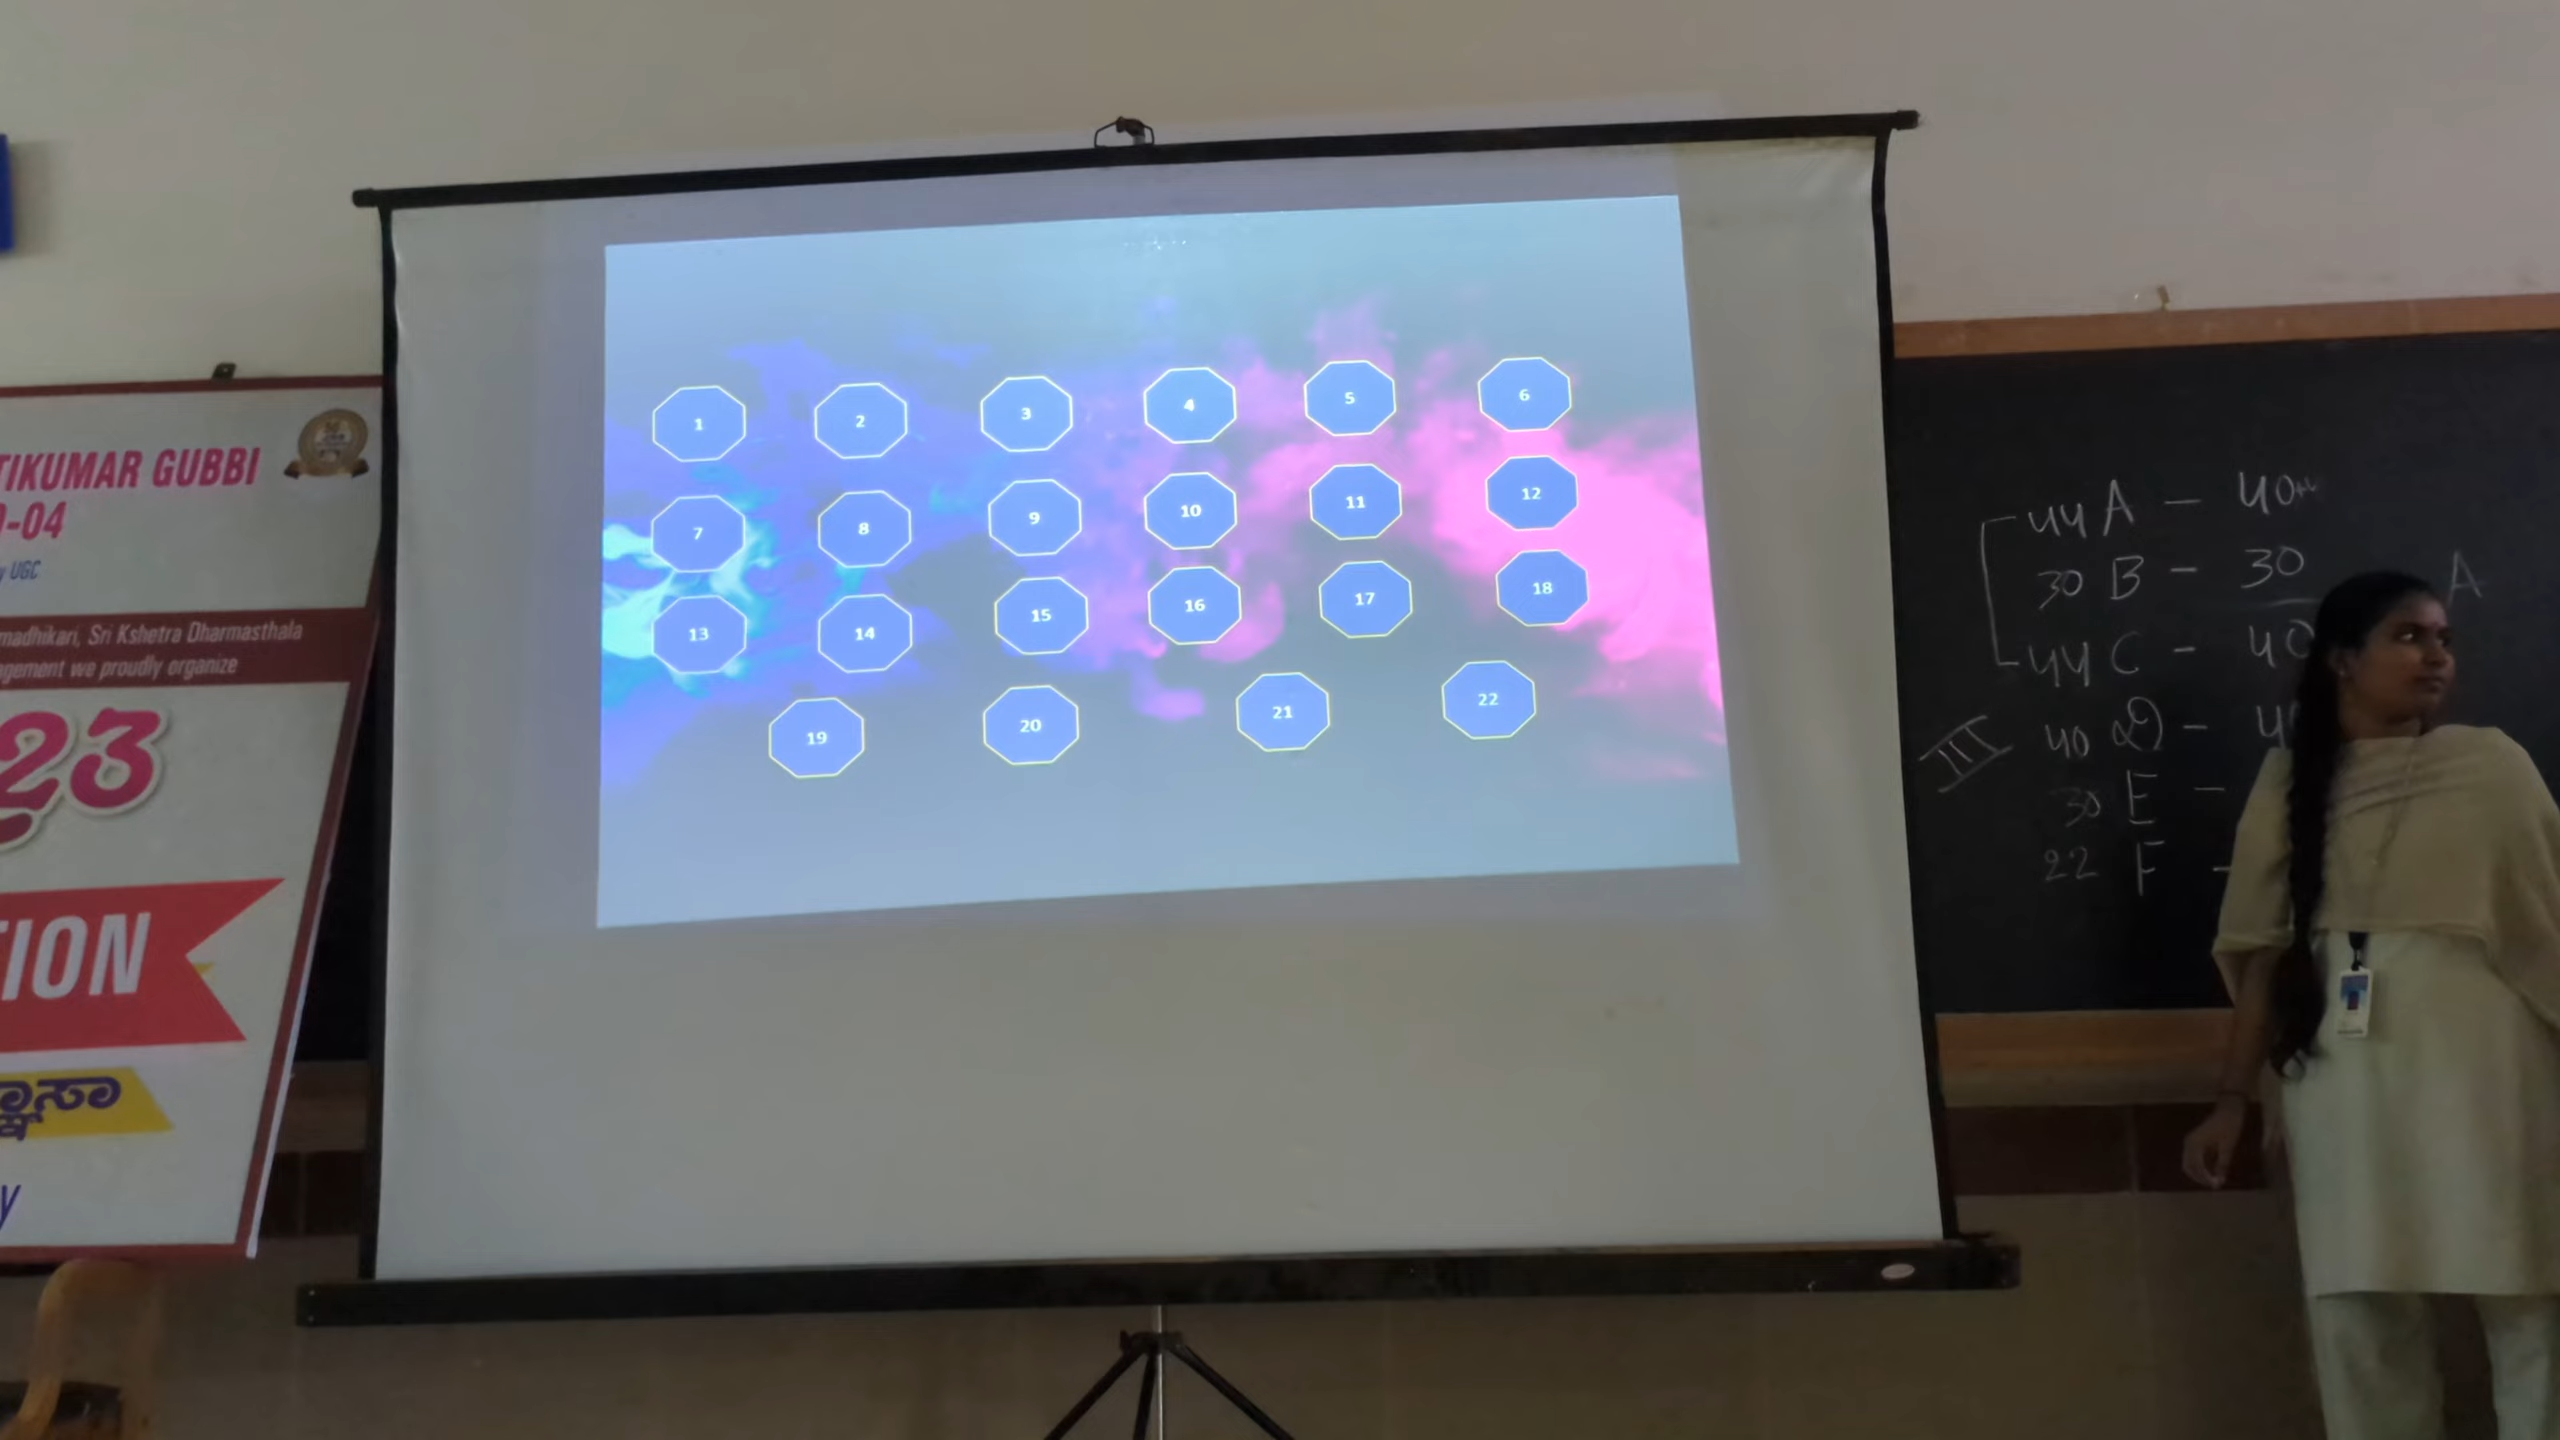 TIKUMAR GUBBI
-04
y UGC
madhikari, Sri Kshetra Dharmasthala
agement we proudly organize
23
TION
ಜ್ಞಾಸಾ
y
1 2 3 4 5 6
7 8 9 10 11 12
13 14 15 16 17 18
19 20 21 22
44 A - 40
30 B - 30
44 C - 40
III
40 D - 4
30 E -
22 F -
A